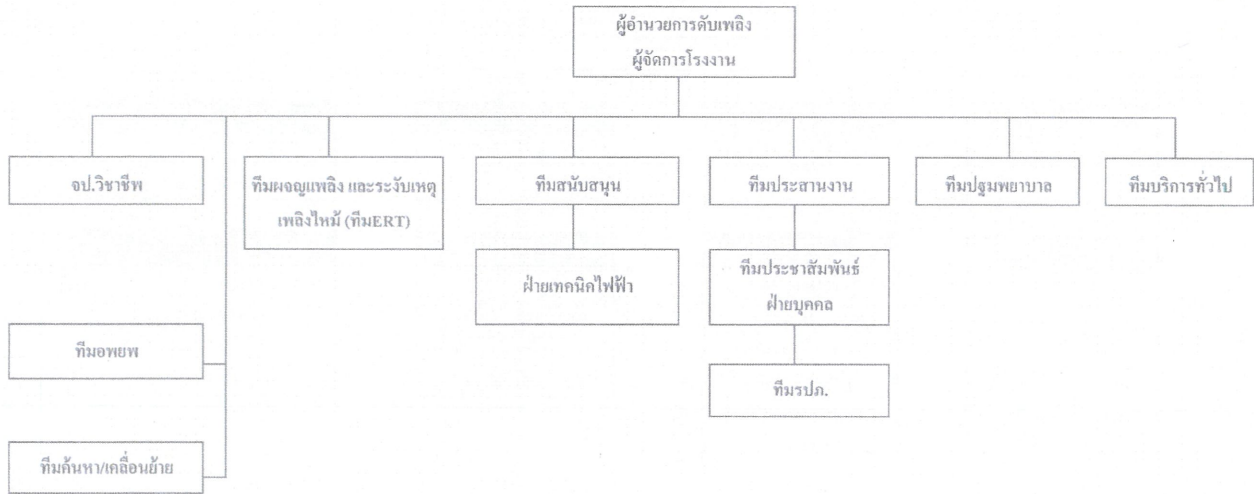 ผู้อำนวยการดับเพลิง
ผู้จัดการโรงงาน
จป.วิชาชีพ
ทีมผจญเพลิง และระงับเหตุ
เพลิงไหม้ (ทีมERT)
ทีมสนับสนุน
ทีมประสานงาน
ทีมปฐมพยาบาล
ทีมบริการทั่วไป
ฝ่ายเทคนิคไฟฟ้า
ทีมประชาสัมพันธ์
ฝ่ายบุคคล
ทีมอพยพ
ทีมรปภ.
ทีมค้นหา/เคลื่อนย้าย